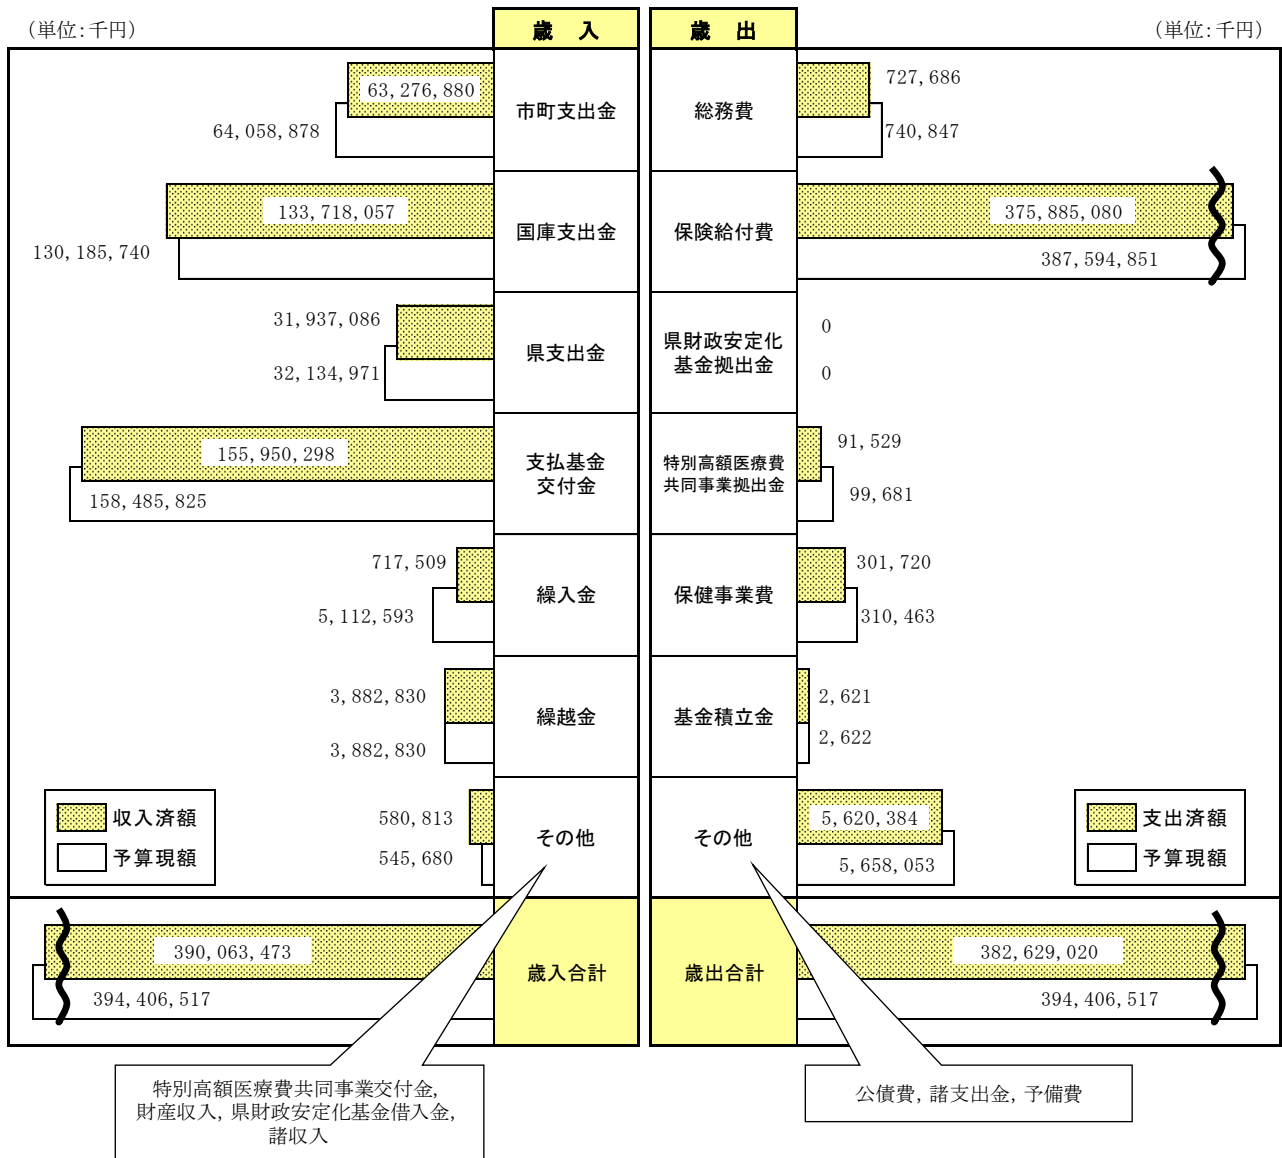 （単位：千円）
歳　入
市町支出金
63,276,880
64,058,878
国庫支出金
133,718,057
130,185,740
県支出金
31,937,086
32,134,971
支払基金
交付金
155,950,298
158,485,825
繰入金
717,509
5,112,593
繰越金
3,882,830
3,882,830
その他
580,813
545,680
収入済額
予算現額
歳入合計
390,063,473
394,406,517
特別高額医療費共同事業交付金，
財産収入，県財政安定化基金借入金，
諸収入
歳　出
（単位：千円）
総務費
727,686
740,847
保険給付費
375,885,080
387,594,851
県財政安定化
基金拠出金
0
0
特別高額医療費
共同事業拠出金
91,529
99,681
保健事業費
301,720
310,463
基金積立金
2,621
2,622
その他
5,620,384
5,658,053
支出済額
予算現額
歳出合計
382,629,020
394,406,517
公債費，諸支出金，予備費